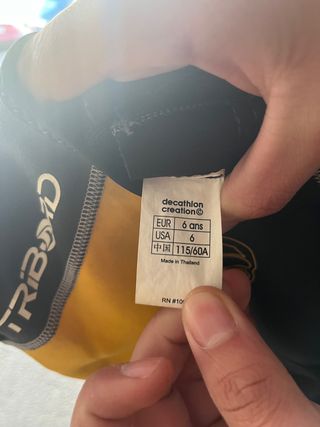 TRIBORD
decathlon
creation©
EUR 6 ans
USA 6
中国 115/60A
Made in Thailand